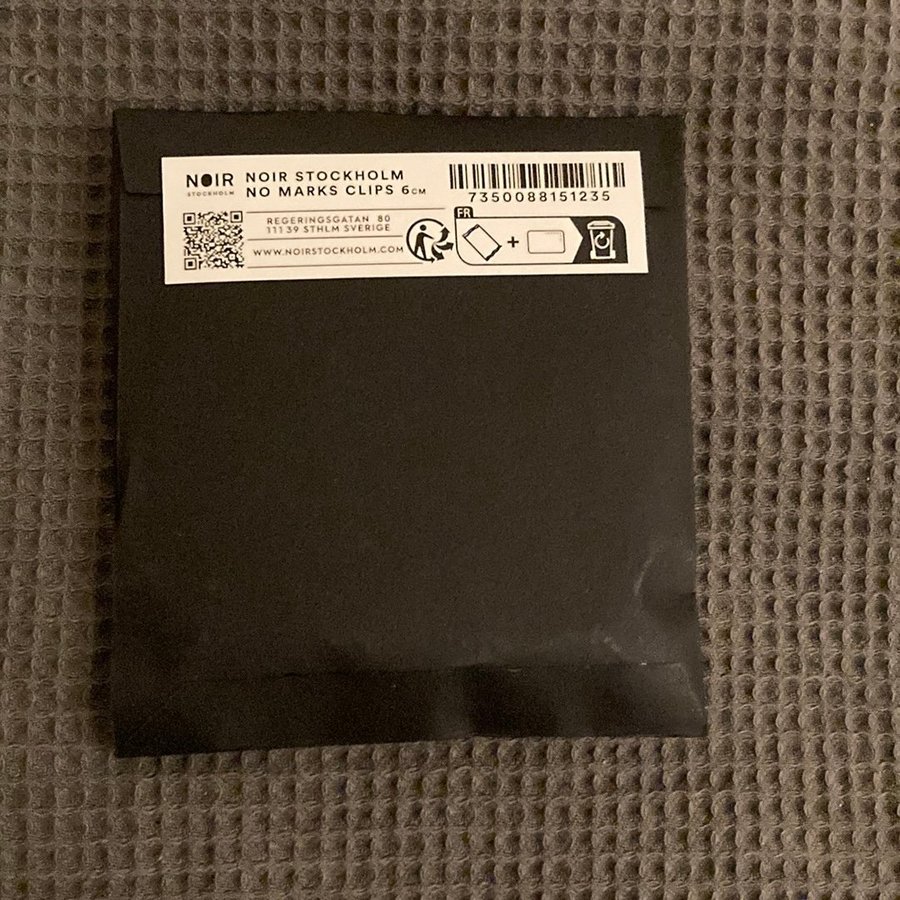 NOIR
STOCKHOLM
NOIR STOCKHOLM
NO MARKS CLIPS 6CM
7350088151235
REGERINGSGATAN 80
111 39 STHLM SVERIGE
WWW.NOIRSTOCKHOLM.COM
FR
+